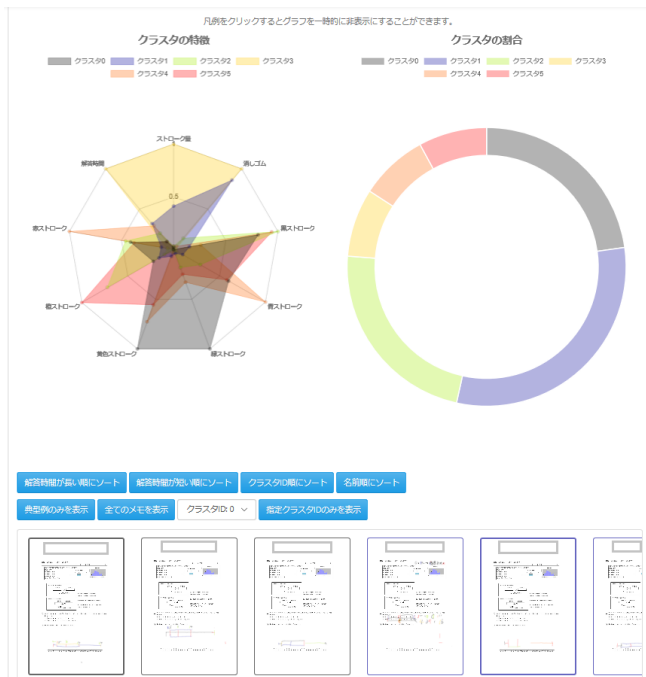 凡例をクリックするとグラフを一時的に非表示にすることができます。
クラスタの特徴
クラスタ0 クラスタ1 クラスタ2 クラスタ3
クラスタ4 クラスタ5
ストローク量
消しゴム
黒ストローク
青ストローク
緑ストローク
黄色ストローク
橙ストローク
赤ストローク
解答時間
0.5
クラスタの割合
クラスタ0 クラスタ1 クラスタ2 クラスタ3
クラスタ4 クラスタ5
解答時間が長い順にソート 解答時間が短い順にソート クラスタID順にソート 名前順にソート
典型例のみを表示 全てのメモを表示 クラスタID: 0 指定クラスタIDのみを表示